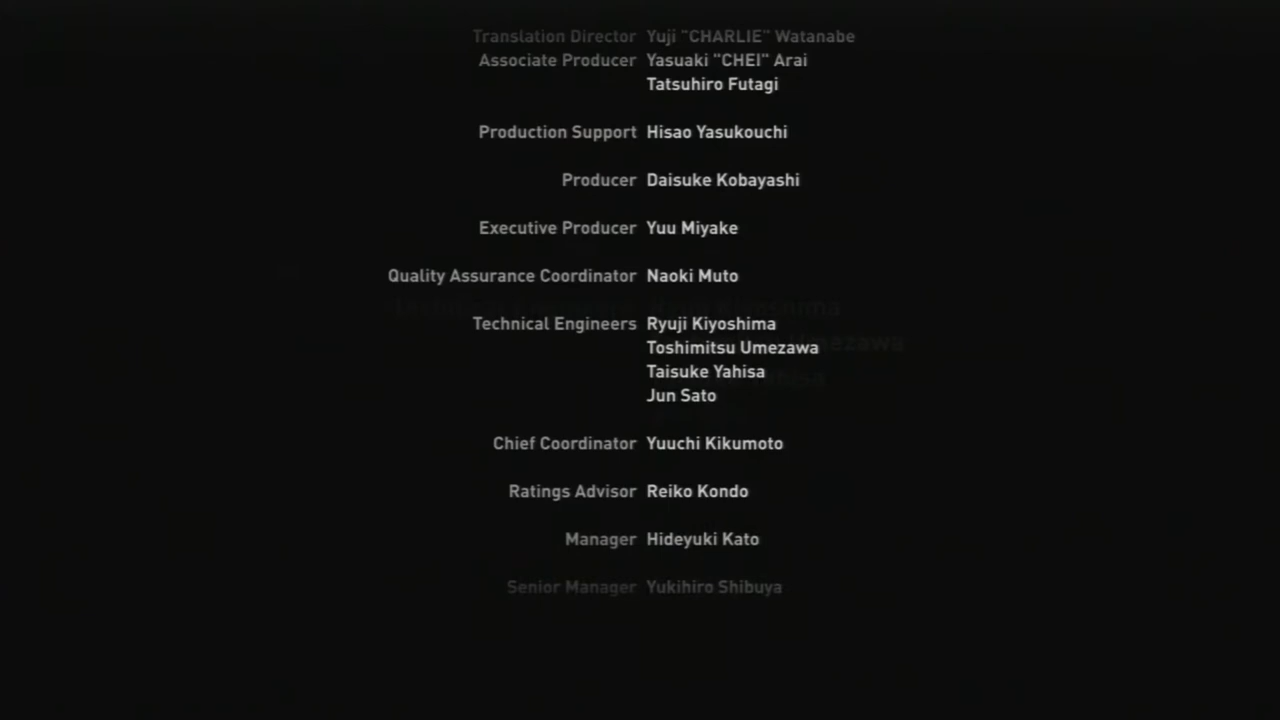 Translation Director Yuji "CHARLIE" Watanabe
Associate Producer Yasuaki "CHEI" Arai
Tatsuhiro Futagi
Production Support Hisao Yasukouchi
Producer Daisuke Kobayashi
Executive Producer Yuu Miyake
Quality Assurance Coordinator Naoki Muto
Technical Engineers Ryuji Kiyoshima
Toshimitsu Umezawa
Taisuke Yahisa
Jun Sato
Chief Coordinator Yuuchi Kikumoto
Ratings Advisor Reiko Kondo
Manager Hideyuki Kato
Senior Manager Yukihiro Shibuya